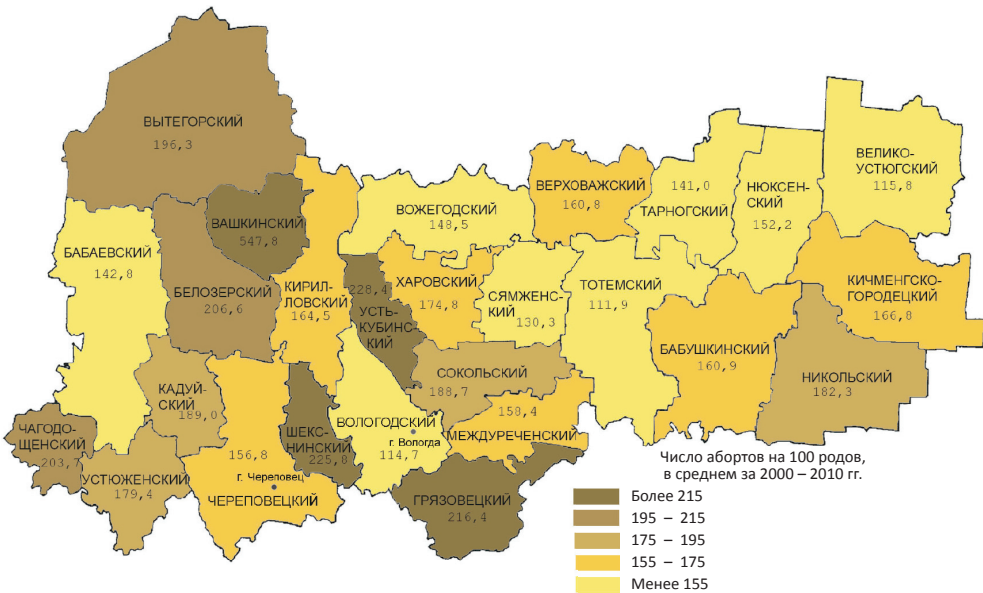 ВЫТЕГОРСКИЙ
196,3
ВАШКИНСКИЙ
547,8
БАБАЕВСКИЙ
142,8
БЕЛОЗЕРСКИЙ
206,6
КИРИЛ-
ЛОВСКИЙ
164,5
ВОЖЕГОДСКИЙ
148,5
ВЕРХОВАЖСКИЙ
160,8
141,0
ТАРНОГСКИЙ
НЮКСЕН-
СКИЙ
152,2
ВЕЛИКО-
УСТЮГСКИЙ
115,8
228,4
УСТЬ-
КУБИНС-
КИЙ
ХАРОВСКИЙ
174,8
СЯМЖЕН-
СКИЙ
130,3
ТОТЕМСКИЙ
111,9
КИЧМЕНГСКО-
ГОРОДЕЦКИЙ
166,8
БАБУШКИНСКИЙ
160,9
НИКОЛЬСКИЙ
182,3
СОКОЛЬСКИЙ
188,7
КАДУЙ-
СКИЙ
189,0
ЧАГОДО-
ЩЕНСКИЙ
203,7
УСТЮЖЕНСКИЙ
179,4
156,8
г. Череповец
ЧЕРЕПОВЕЦКИЙ
ШЕКС-
НИНСКИЙ
225,8
ВОЛОГОДСКИЙ
г. Вологда
114,7
158,4
МЕЖДУРЕЧЕНСКИЙ
ГРЯЗОВЕЦКИЙ
216,4
Число абортов на 100 родов,
в среднем за 2000 – 2010 гг.
Более 215
195 – 215
175 – 195
155 – 175
Менее 155